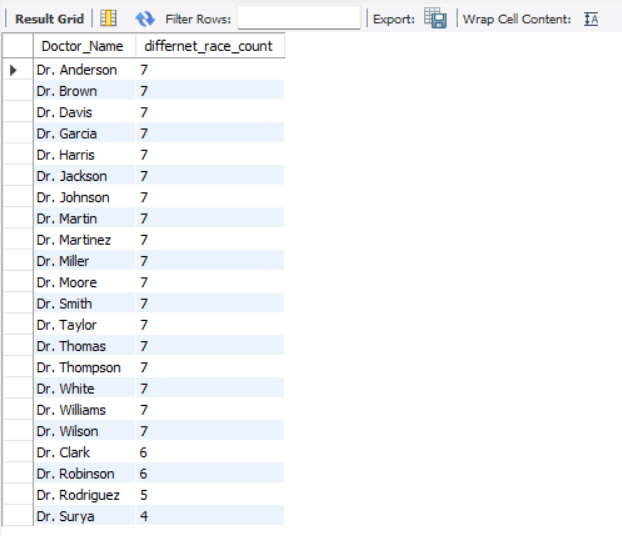 Result Grid Filter Rows: Export: Wrap Cell Content: IA
Doctor_Name differnet_race_count
Dr. Anderson 7
Dr. Brown 7
Dr. Davis 7
Dr. Garcia 7
Dr. Harris 7
Dr. Jackson 7
Dr. Johnson 7
Dr. Martin 7
Dr. Martinez 7
Dr. Miller 7
Dr. Moore 7
Dr. Smith 7
Dr. Taylor 7
Dr. Thomas 7
Dr. Thompson 7
Dr. White 7
Dr. Williams 7
Dr. Wilson 7
Dr. Clark 6
Dr. Robinson 6
Dr. Rodriguez 5
Dr. Surya 4